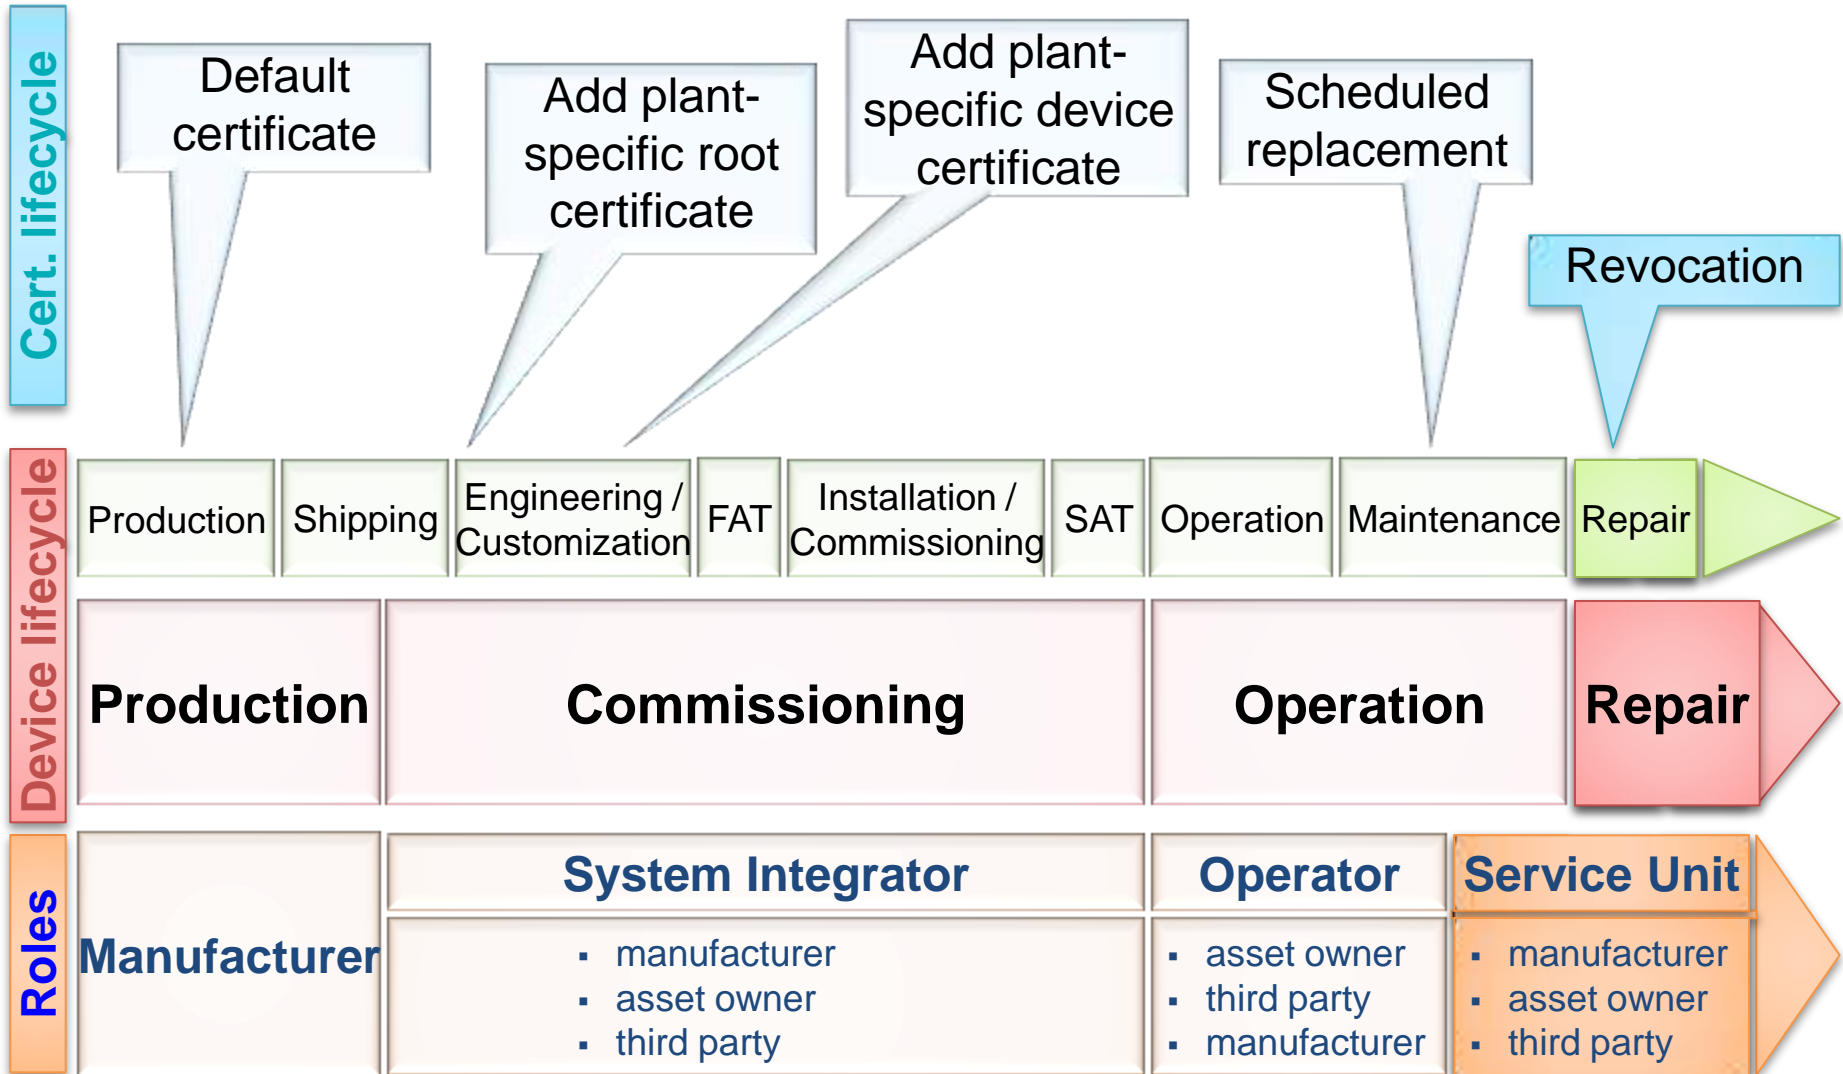 Cert. lifecycle
Default
certificate
Add plant-
specific root
certificate
Add plant-
specific device
certificate
Scheduled
replacement
Revocation
Device lifecycle
Production
Shipping
Engineering /
Customization
FAT
Installation /
Commissioning
SAT
Operation
Maintenance
Repair
Production
Commissioning
Operation
Repair
Roles
Manufacturer
System Integrator
▪ manufacturer
▪ asset owner
▪ third party
Operator
▪ asset owner
▪ third party
▪ manufacturer
Service Unit
▪ manufacturer
▪ asset owner
▪ third party